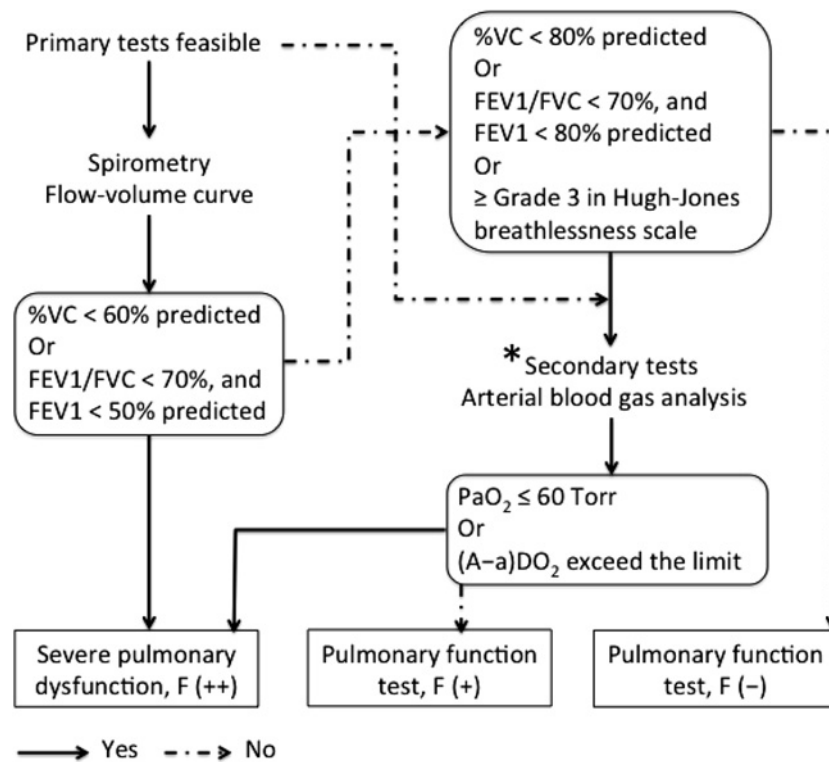 Primary tests feasible
Spirometry
Flow-volume curve
%VC < 60% predicted
Or
FEV1/FVC < 70%, and
FEV1 < 50% predicted
%VC < 80% predicted
Or
FEV1/FVC < 70%, and
FEV1 < 80% predicted
Or
≥ Grade 3 in Hugh-Jones
breathlessness scale
*Secondary tests
Arterial blood gas analysis
PaO₂ ≤ 60 Torr
Or
(A−a)DO₂ exceed the limit
Severe pulmonary
dysfunction, F (++)
Pulmonary function
test, F (+)
Pulmonary function
test, F (−)
Yes
No